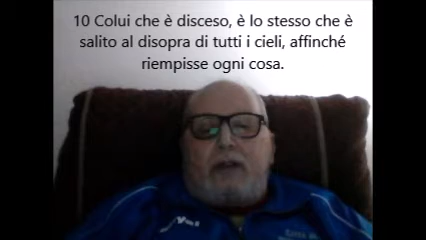 10 Colui che è disceso, è lo stesso che è
salito al disopra di tutti i cieli, affinché
riempisse ogni cosa.